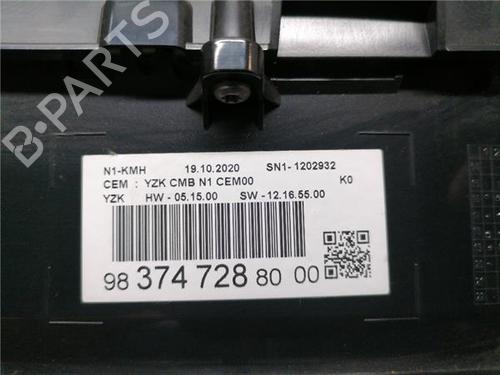 B-PARTS
N1-KMH 19.10.2020 SN1- 1202932
CEM : YZK CMB N1 CEM00 K0
YZK HW - 05.15.00 SW - 12.16.55.00
98 374 728 80 00